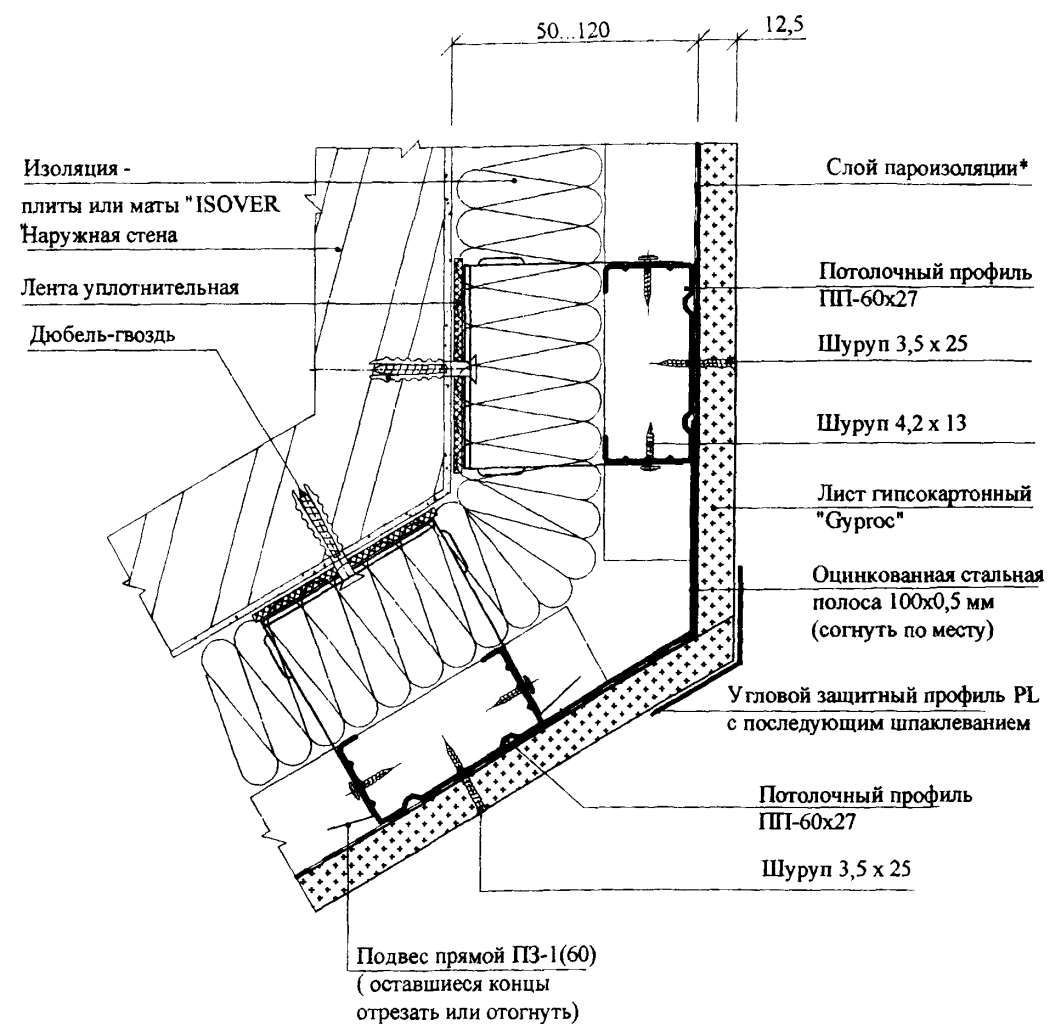 50...120
12,5
Изоляция -
плиты или маты "ISOVER
"Наружная стена
Лента уплотнительная
Дюбель-гвоздь
Слой пароизоляции*
Потолочный профиль
ПП-60х27
Шуруп 3,5 х 25
Шуруп 4,2 х 13
Лист гипсокартонный
"Gyproc"
Оцинкованная стальная
полоса 100х0,5 мм
(согнуть по месту)
Угловой защитный профиль PL
с последующим шпаклеванием
Потолочный профиль
ПП-60х27
Шуруп 3,5 х 25
Подвес прямой ПЗ-1(60)
( оставшиеся концы
отрезать или отогнуть)